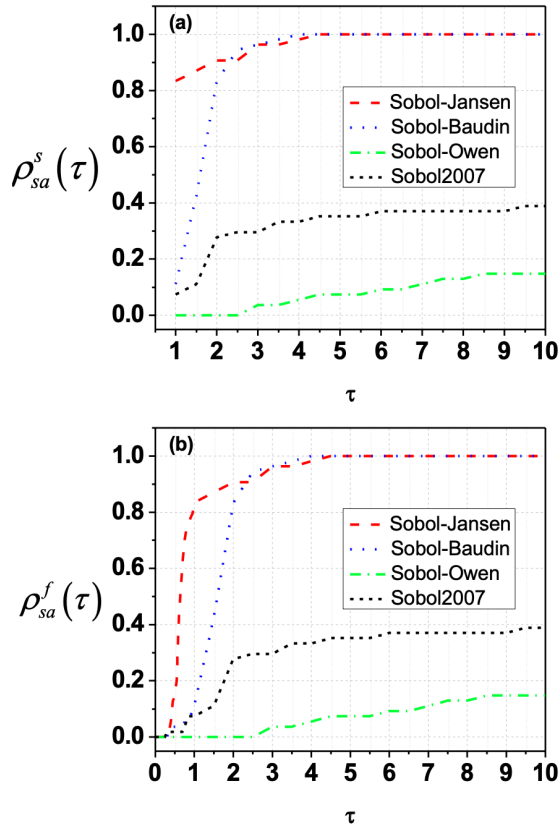 (a)
1.0
0.8
0.6
0.4
0.2
0.0
ρ_sa^s(τ)
Sobol-Jansen
Sobol-Baudin
Sobol-Owen
Sobol2007
1 2 3 4 5 6 7 8 9 10
τ
(b)
1.0
0.8
0.6
0.4
0.2
0.0
ρ_sa^f(τ)
Sobol-Jansen
Sobol-Baudin
Sobol-Owen
Sobol2007
0 1 2 3 4 5 6 7 8 9 10
τ